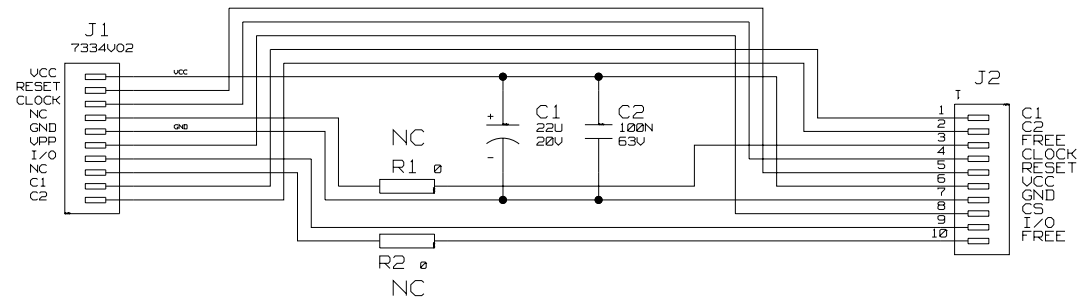 J1
7334V02
VCC
RESET
CLOCK
NC
GND
VPP
I/O
NC
C1
C2
VCC
GND
NC
R1 0
R2 0
NC
+
C1
22U
20V
-
C2
100N
63V
J2
1
2
3
4
5
6
7
8
9
10
C1
C2
FREE
CLOCK
RESET
VCC
GND
CS
I/O
FREE